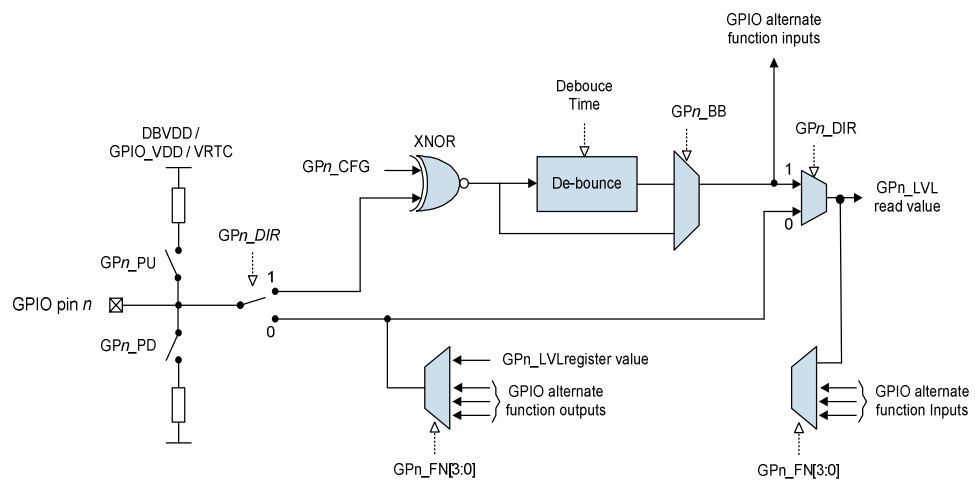 GPIO alternate
function inputs
Debouce
Time
GPn_BB
GPn_DIR
DBVDD /
GPIO_VDD / VRTC
XNOR
GPn_CFG
De-bounce
1
GPn_LVL
read value
0
GPn_DIR
GPn_PU
1
GPIO pin n
0
GPn_PD
GPn_LVLregister value
GPIO alternate
function outputs
GPIO alternate
function Inputs
GPn_FN[3:0]
GPn_FN[3:0]